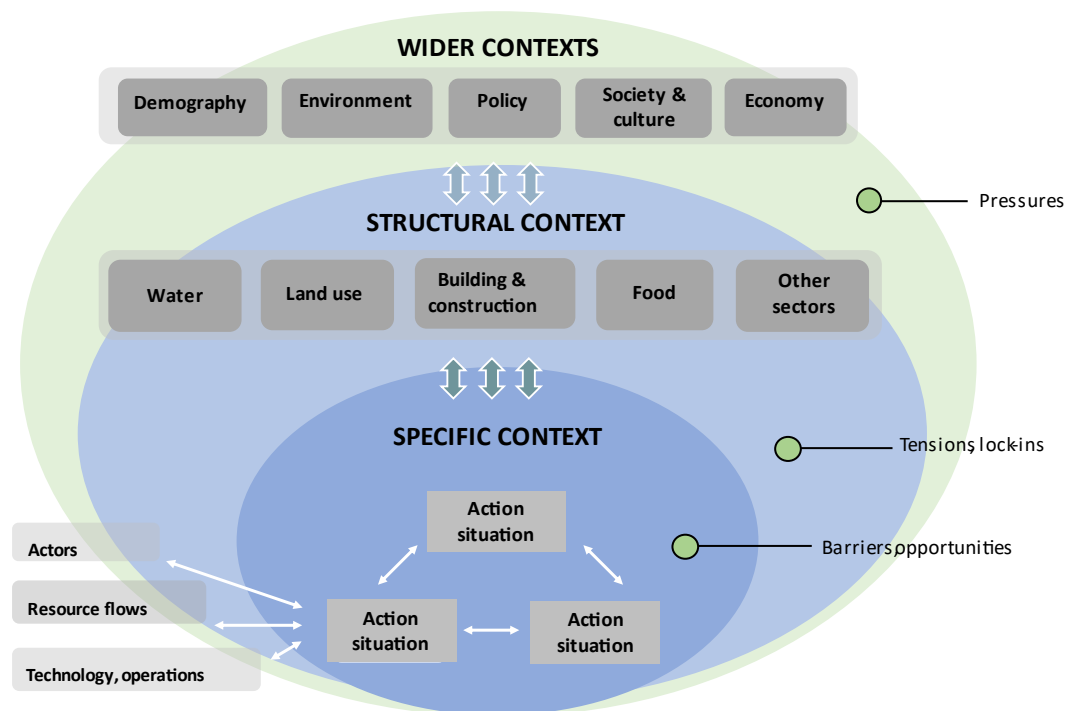 WIDER CONTEXTS
Demography
Environment
Policy
Society &
culture
Economy
Pressures
STRUCTURAL CONTEXT
Water
Land use
Building &
construction
Food
Other
sectors
Tensions, lock-ins
SPECIFIC CONTEXT
Action
situation
Barriers, opportunities
Actors
Resource flows
Technology, operations
Action
situation
Action
situation